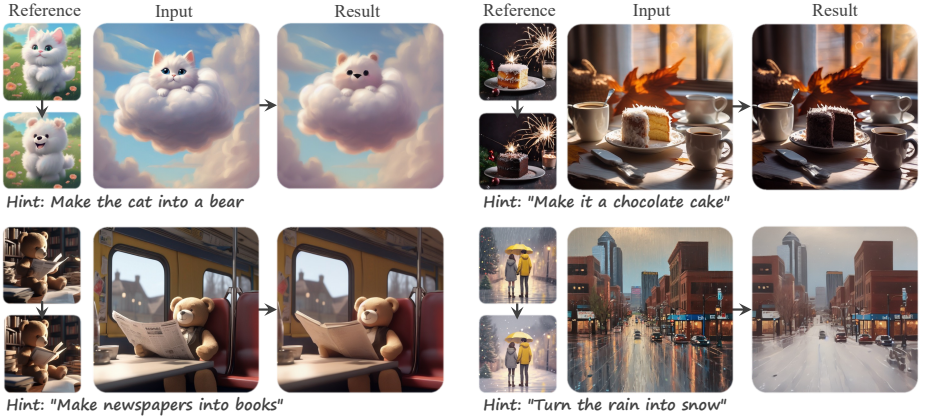 Reference Input Result
Reference Input Result
Hint: Make the cat into a bear
Hint: "Make it a chocolate cake"
Hint: "Make newspapers into books"
Hint: "Turn the rain into snow"